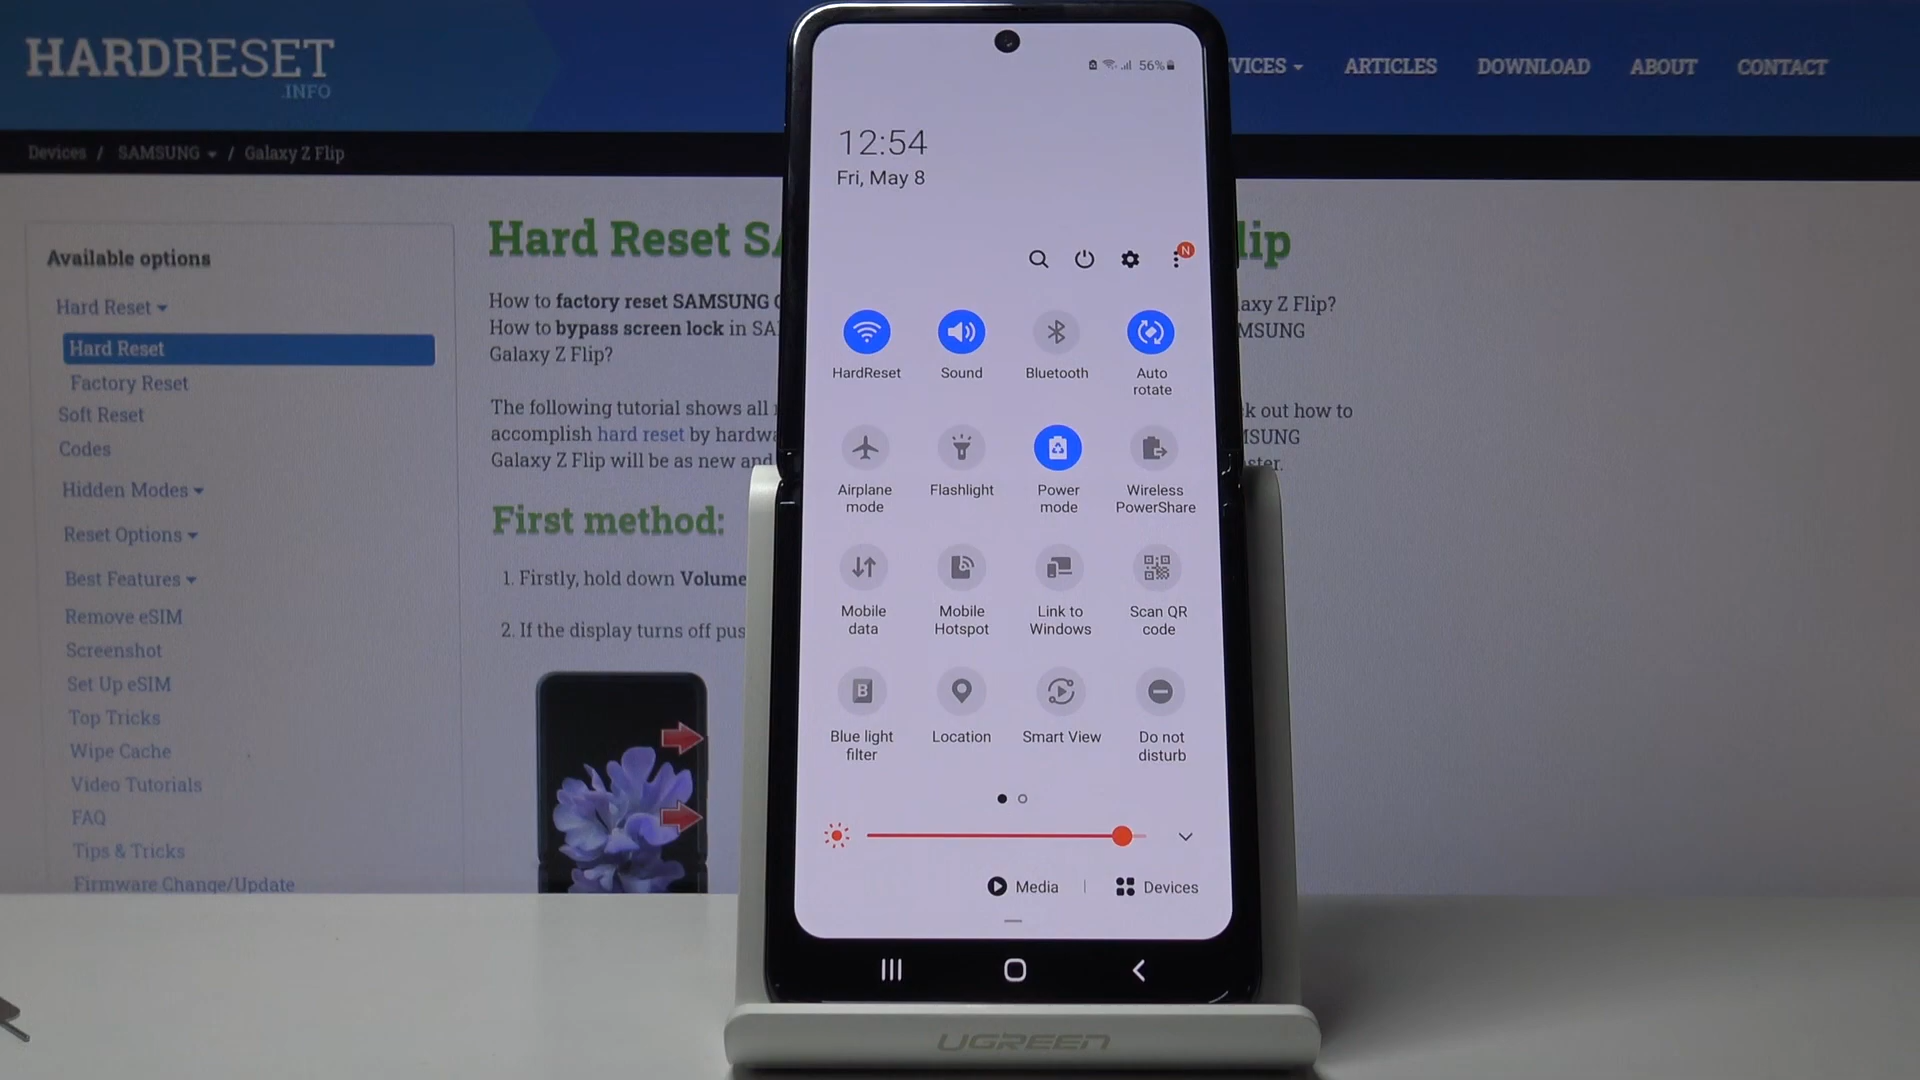 HARDRESET
.INFO
VICES
ARTICLES
DOWNLOAD
ABOUT
CONTACT
Devices / SAMSUNG / Galaxy Z Flip
Available options
Hard Reset
Hard Reset
Factory Reset
Soft Reset
Codes
Hidden Modes
Reset Options
Best Features
Remove eSIM
Screenshot
Set Up eSIM
Top Tricks
Wipe Cache
Video Tutorials
FAQ
Tips & Tricks
Firmware Change/Update
Hard Reset SA
lip
How to factory reset SAMSUNG G
axy Z Flip?
How to bypass screen lock in SA
MSUNG
Galaxy Z Flip?
The following tutorial shows all
k out how to
accomplish hard reset by hardwa
MSUNG
Galaxy Z Flip will be as new and
ster.
First method:
1. Firstly, hold down Volume
2. If the display turns off pus
56%
12:54
Fri, May 8
N
HardReset
Sound
Bluetooth
Auto
rotate
Airplane
mode
Flashlight
Power
mode
Wireless
PowerShare
Mobile
data
Mobile
Hotspot
Link to
Windows
Scan QR
code
B
Blue light
filter
Location
Smart View
Do not
disturb
Media
Devices
UGREEN